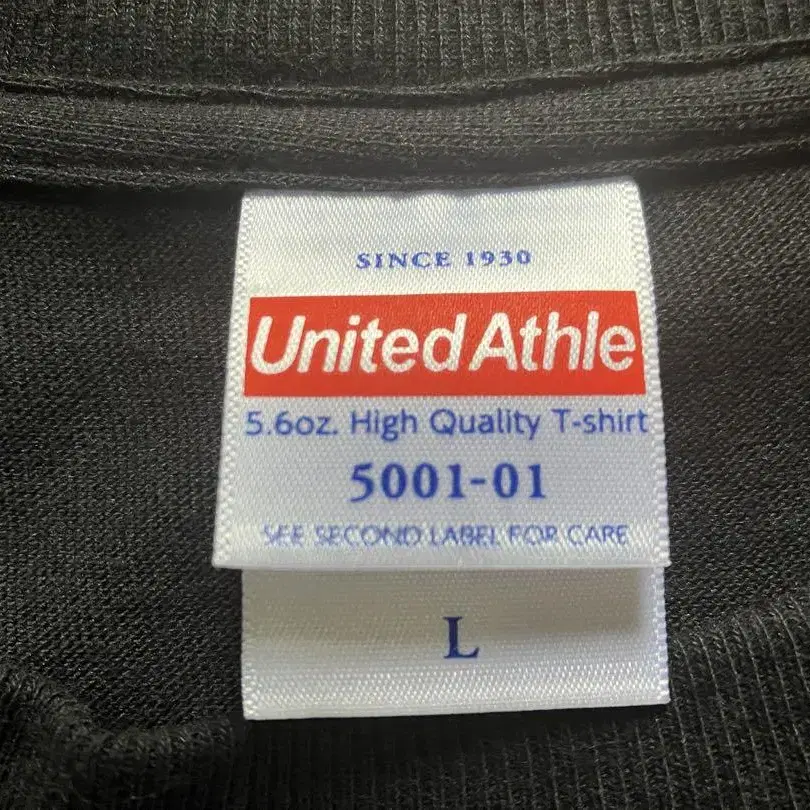 SINCE 1930
United Athle
5.6oz. High Quality T-shirt
5001-01
SEE SECOND LABEL FOR CARE
L